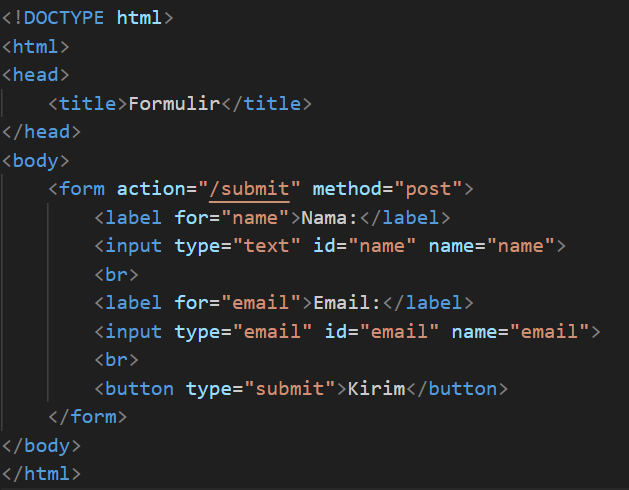 <!DOCTYPE html>
<html>
<head>
<title>Formulir</title>
</head>
<body>
<form action="/submit" method="post">
<label for="name">Nama:</label>
<input type="text" id="name" name="name">
<br>
<label for="email">Email:</label>
<input type="email" id="email" name="email">
<br>
<button type="submit">Kirim</button>
</form>
</body>
</html>